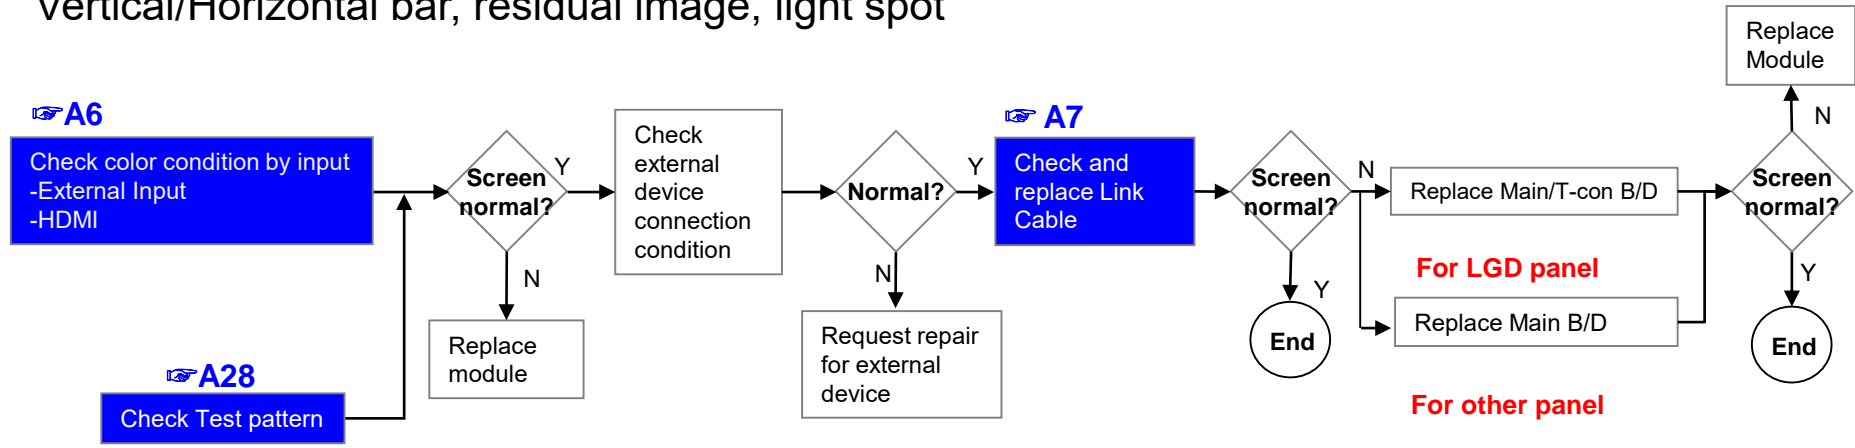 Vertical/Horizontal bar, residual image, light spot
☞A6
Check color condition by input
-External Input
-HDMI
☞A28
Check Test pattern
Screen
normal?
Y
N
Replace
module
Check
external
device
connection
condition
Normal?
Y
N
Request repair
for external
device
☞ A7
Check and
replace Link
Cable
Screen
normal?
N
Y
End
Replace Main/T-con B/D
For LGD panel
Replace Main B/D
For other panel
Screen
normal?
N
Replace
Module
Y
End